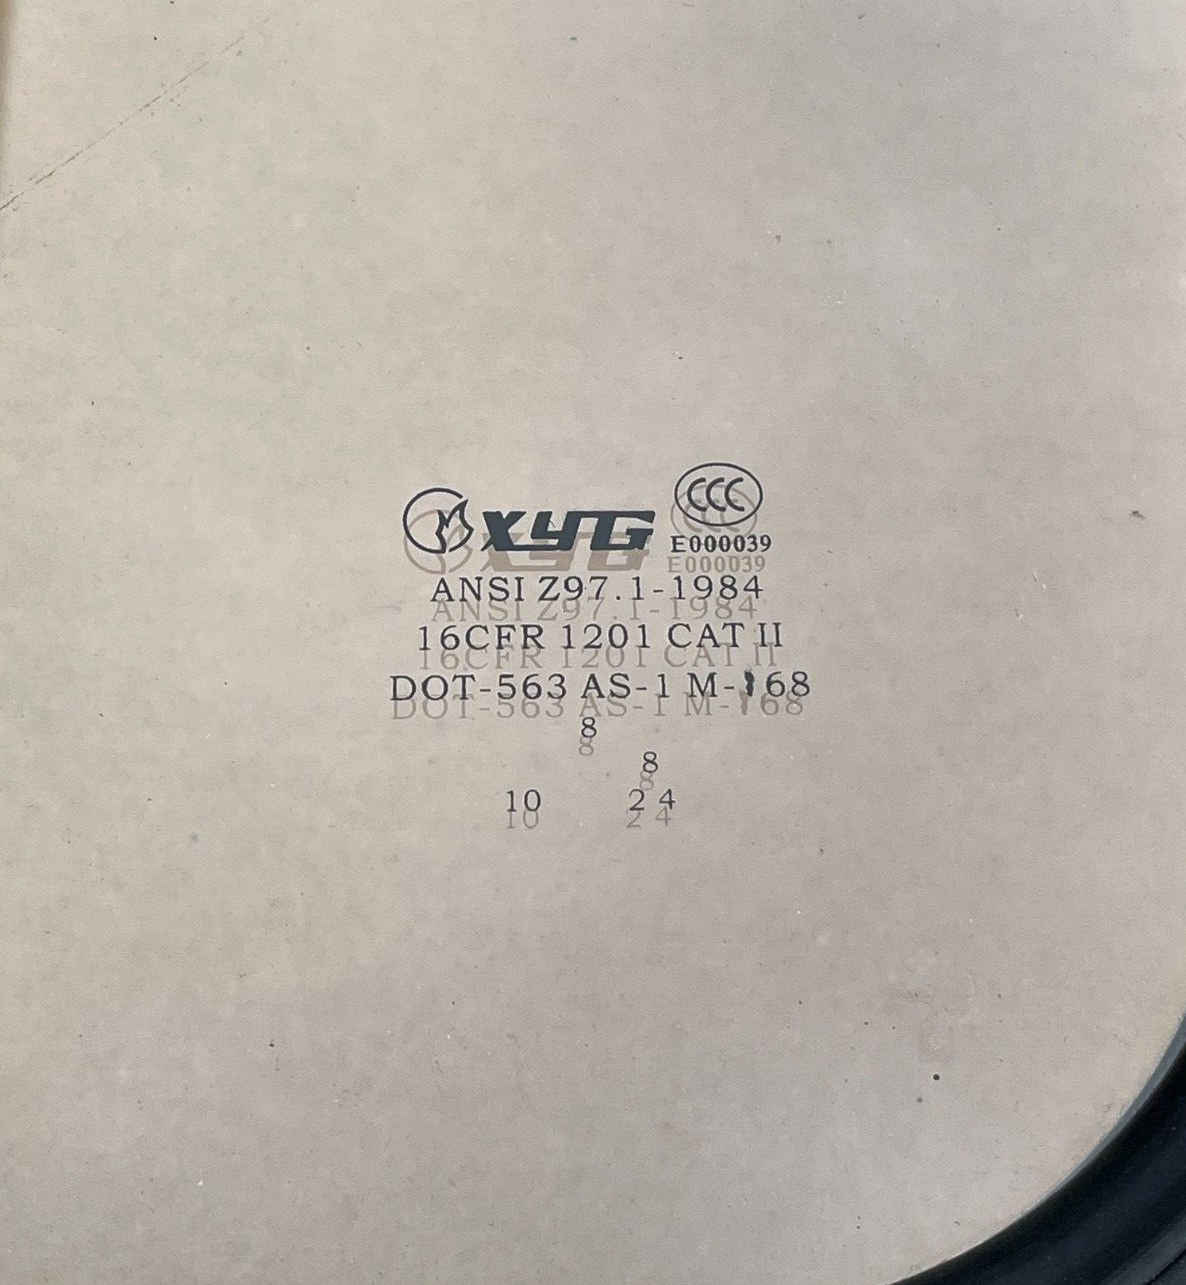 XYG CCC
E000039
ANSI Z97.1-1984
16CFR 1201 CAT II
DOT-563 AS-1 M-168
8
8
10 2 4